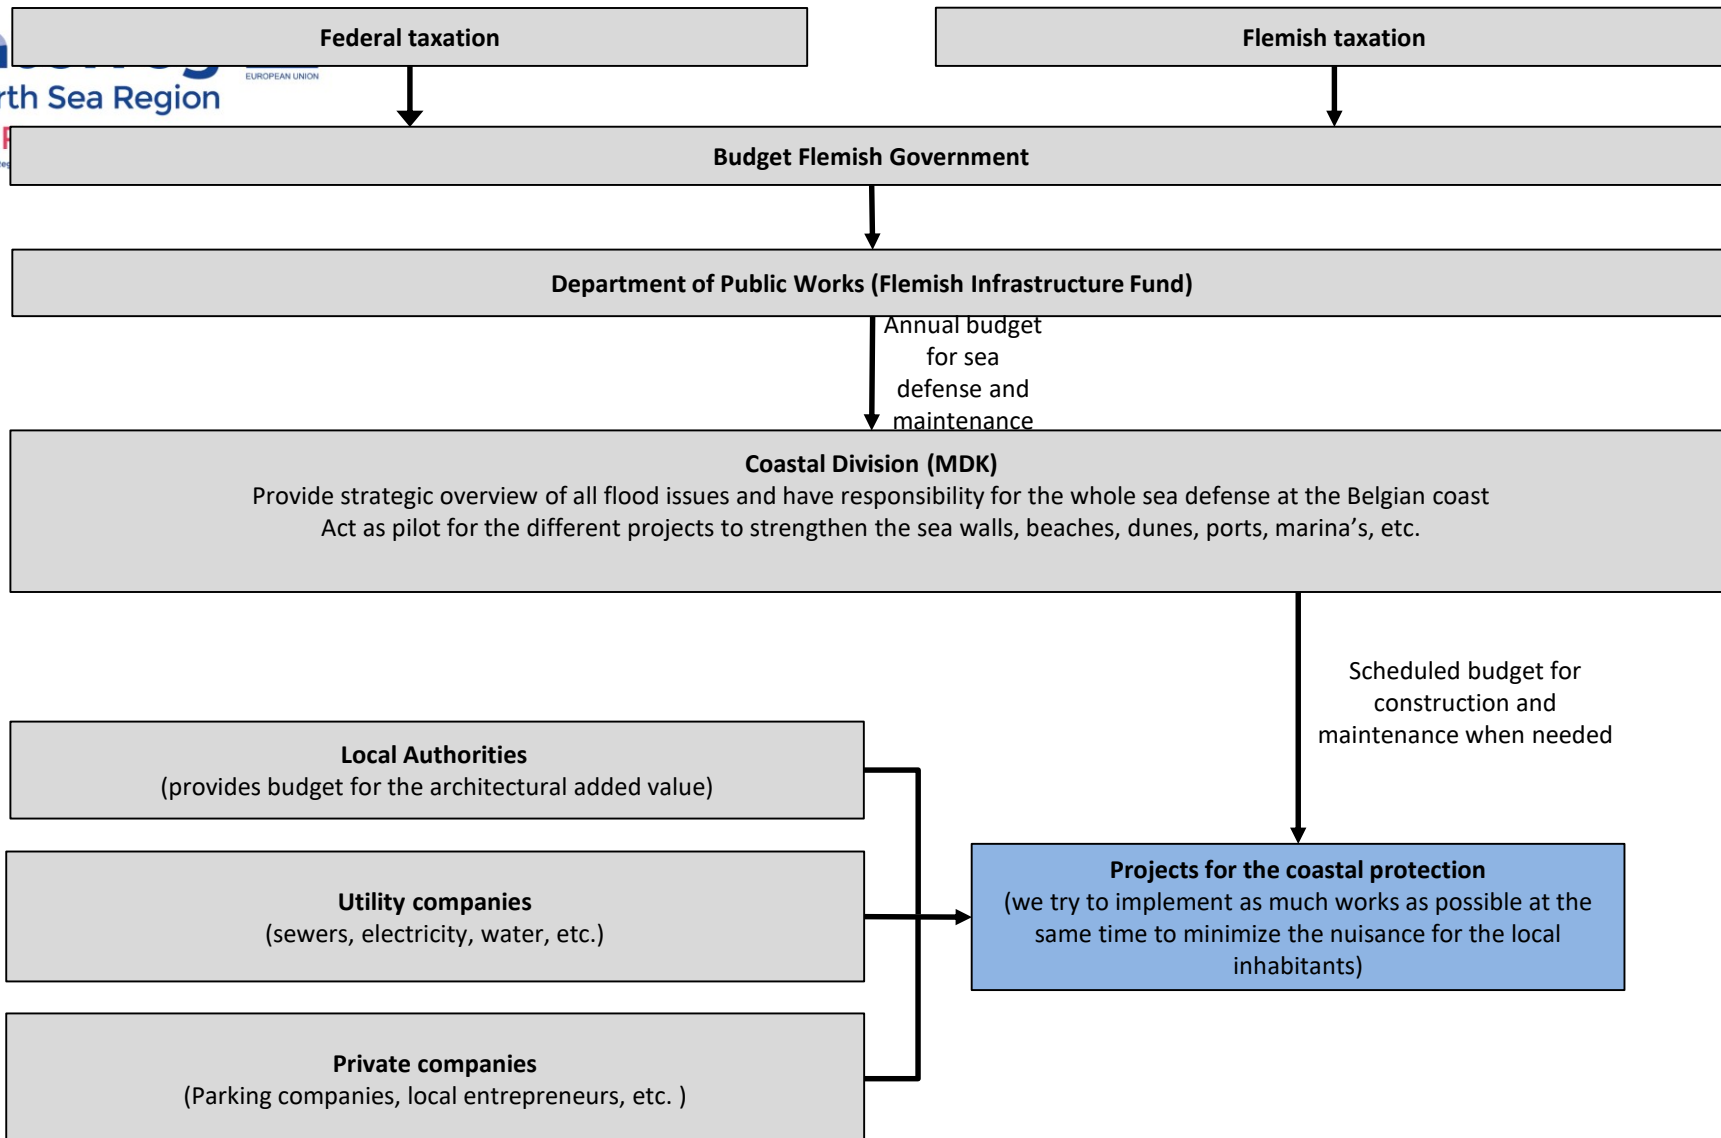 Federal taxation
Flemish taxation
EUROPEAN UNION
rth Sea Region
Budget Flemish Government
Department of Public Works (Flemish Infrastructure Fund)
Annual budget
for sea
defense and
maintenance
Coastal Division (MDK)
Provide strategic overview of all flood issues and have responsibility for the whole sea defense at the Belgian coast
Act as pilot for the different projects to strengthen the sea walls, beaches, dunes, ports, marina's, etc.
Scheduled budget for
construction and
maintenance when needed
Local Authorities
(provides budget for the architectural added value)
Utility companies
(sewers, electricity, water, etc.)
Projects for the coastal protection
(we try to implement as much works as possible at the
same time to minimize the nuisance for the local
inhabitants)
Private companies
(Parking companies, local entrepreneurs, etc. )